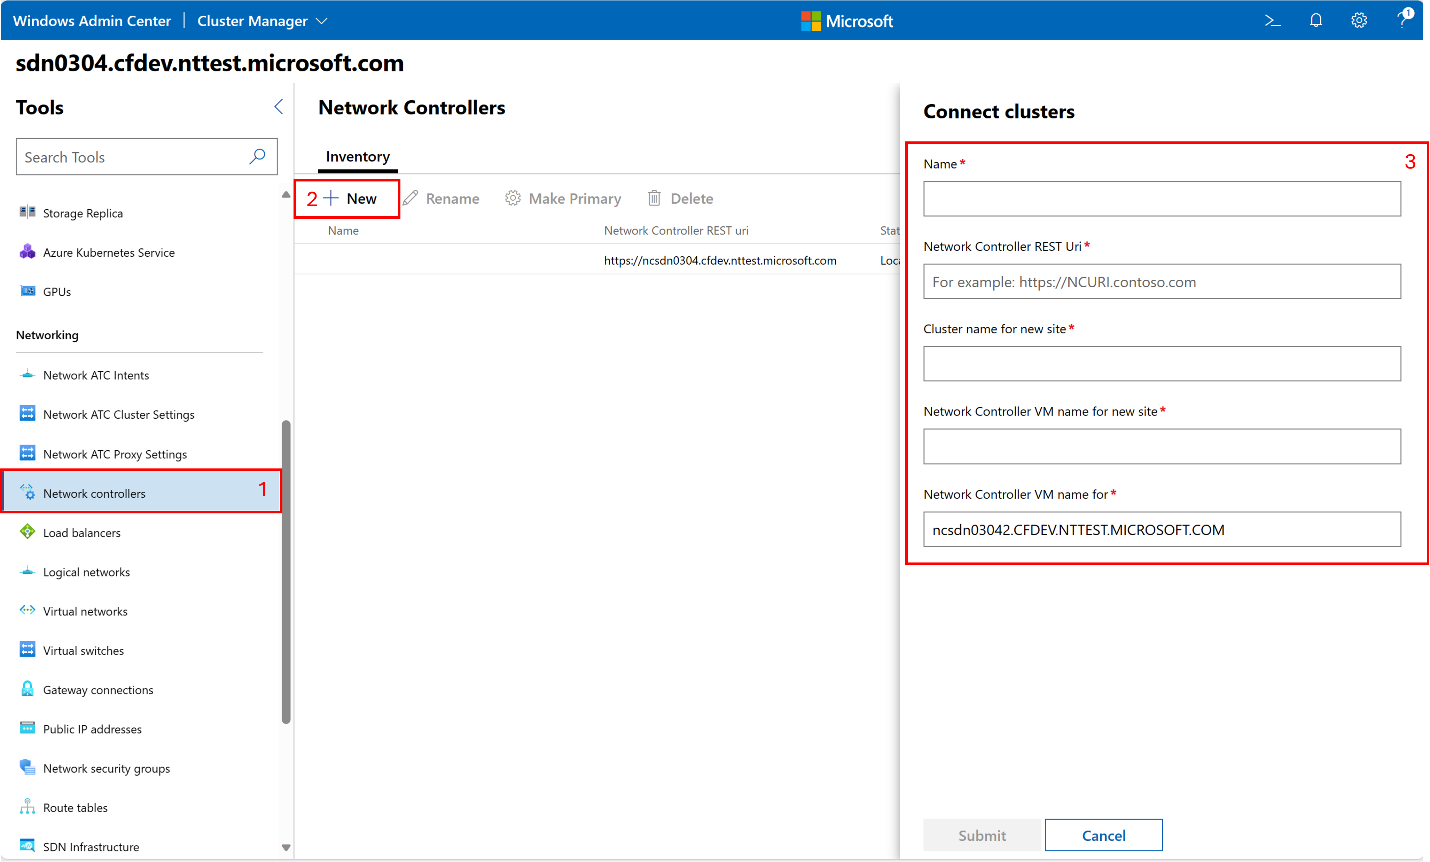 Windows Admin Center
Cluster Manager
Microsoft
1
sdn0304.cfdev.nttest.microsoft.com
Tools
Search Tools
Storage Replica
Azure Kubernetes Service
GPUs
Networking
Network ATC Intents
Network ATC Cluster Settings
Network ATC Proxy Settings
Network controllers 1
Load balancers
Logical networks
Virtual networks
Virtual switches
Gateway connections
Public IP addresses
Network security groups
Route tables
SDN Infrastructure
Network Controllers
Inventory
2 New Rename Make Primary Delete
Name Network Controller REST uri Stat
https://ncsdn0304.cfdev.nttest.microsoft.com Loca
Connect clusters
3
Name*
Network Controller REST Uri*
For example: https://NCURI.contoso.com
Cluster name for new site*
Network Controller VM name for new site*
Network Controller VM name for*
ncsdn03042.CFDEV.NTTEST.MICROSOFT.COM
Submit Cancel